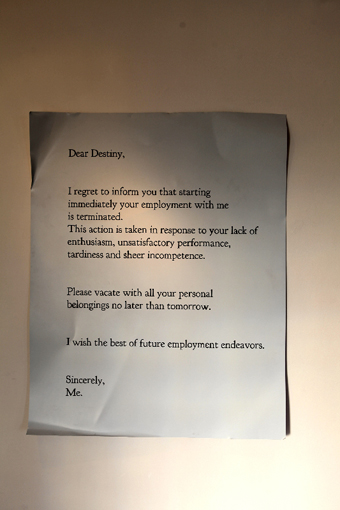 Dear Destiny,
I regret to inform you that starting
immediately your employment with me
is terminated.
This action is taken in response to your lack of
enthusiasm, unsatisfactory performance,
tardiness and sheer incompetence.
Please vacate with all your personal
belongings no later than tomorrow.
I wish the best of future employment endeavors.
Sincerely,
Me.